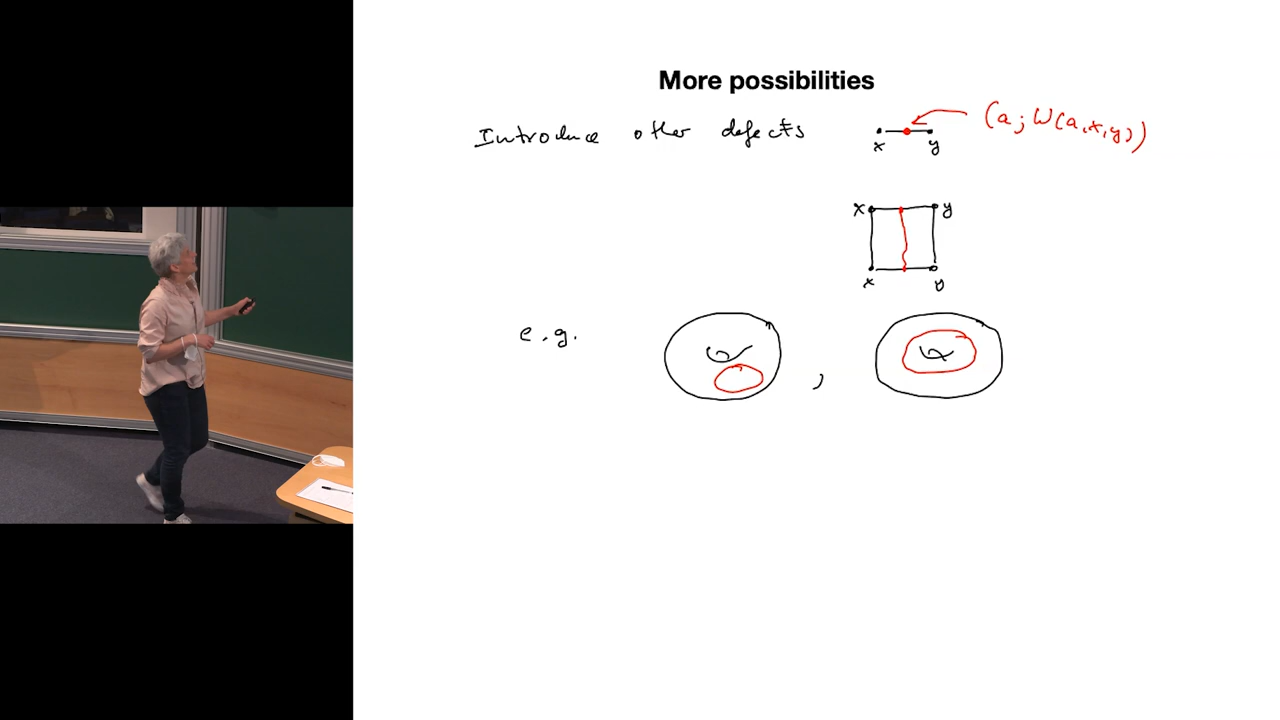 More possibilities
Introduce other defects
x y
(a; W(a,x,y))
x y
x y
e.g. ,